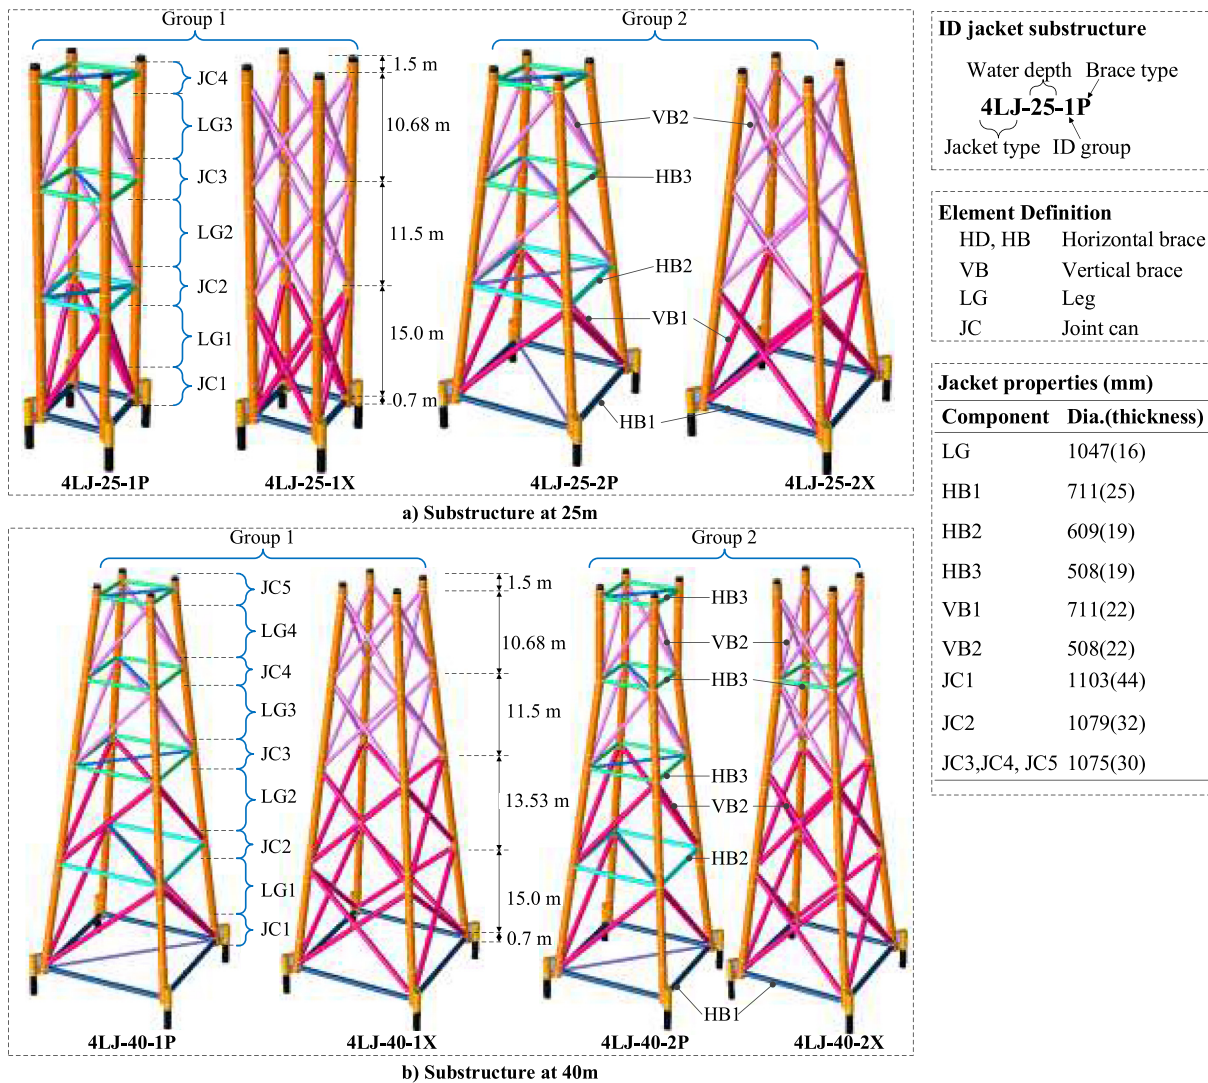 Group 1
Group 2
JC4
LG3
JC3
LG2
JC2
LG1
JC1
1.5 m
10.68 m
11.5 m
15.0 m
0.7 m
VB2
HB3
HB2
VB1
HB1
4LJ-25-1P
4LJ-25-1X
4LJ-25-2P
4LJ-25-2X
a) Substructure at 25m
Group 1
Group 2
JC5
LG4
JC4
LG3
JC3
LG2
JC2
LG1
JC1
1.5 m
10.68 m
11.5 m
13.53 m
15.0 m
0.7 m
HB3
VB2
HB3
HB3
VB2
HB2
HB1
4LJ-40-1P
4LJ-40-1X
4LJ-40-2P
4LJ-40-2X
b) Substructure at 40m
ID jacket substructure
Water depth Brace type
4LJ-25-1P
Jacket type ID group
Element Definition
HD, HB Horizontal brace
VB Vertical brace
LG Leg
JC Joint can
Jacket properties (mm)
Component Dia.(thickness)
LG 1047(16)
HB1 711(25)
HB2 609(19)
HB3 508(19)
VB1 711(22)
VB2 508(22)
JC1 1103(44)
JC2 1079(32)
JC3,JC4, JC5 1075(30)